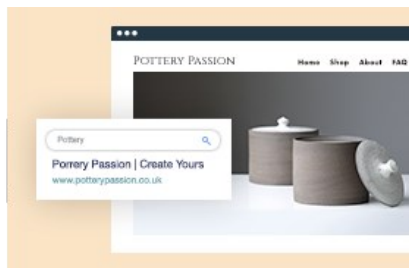 POTTERY PASSION
Home Shop About FAQ
Pottery
Porrery Passion | Create Yours
www.potterypassion.co.uk